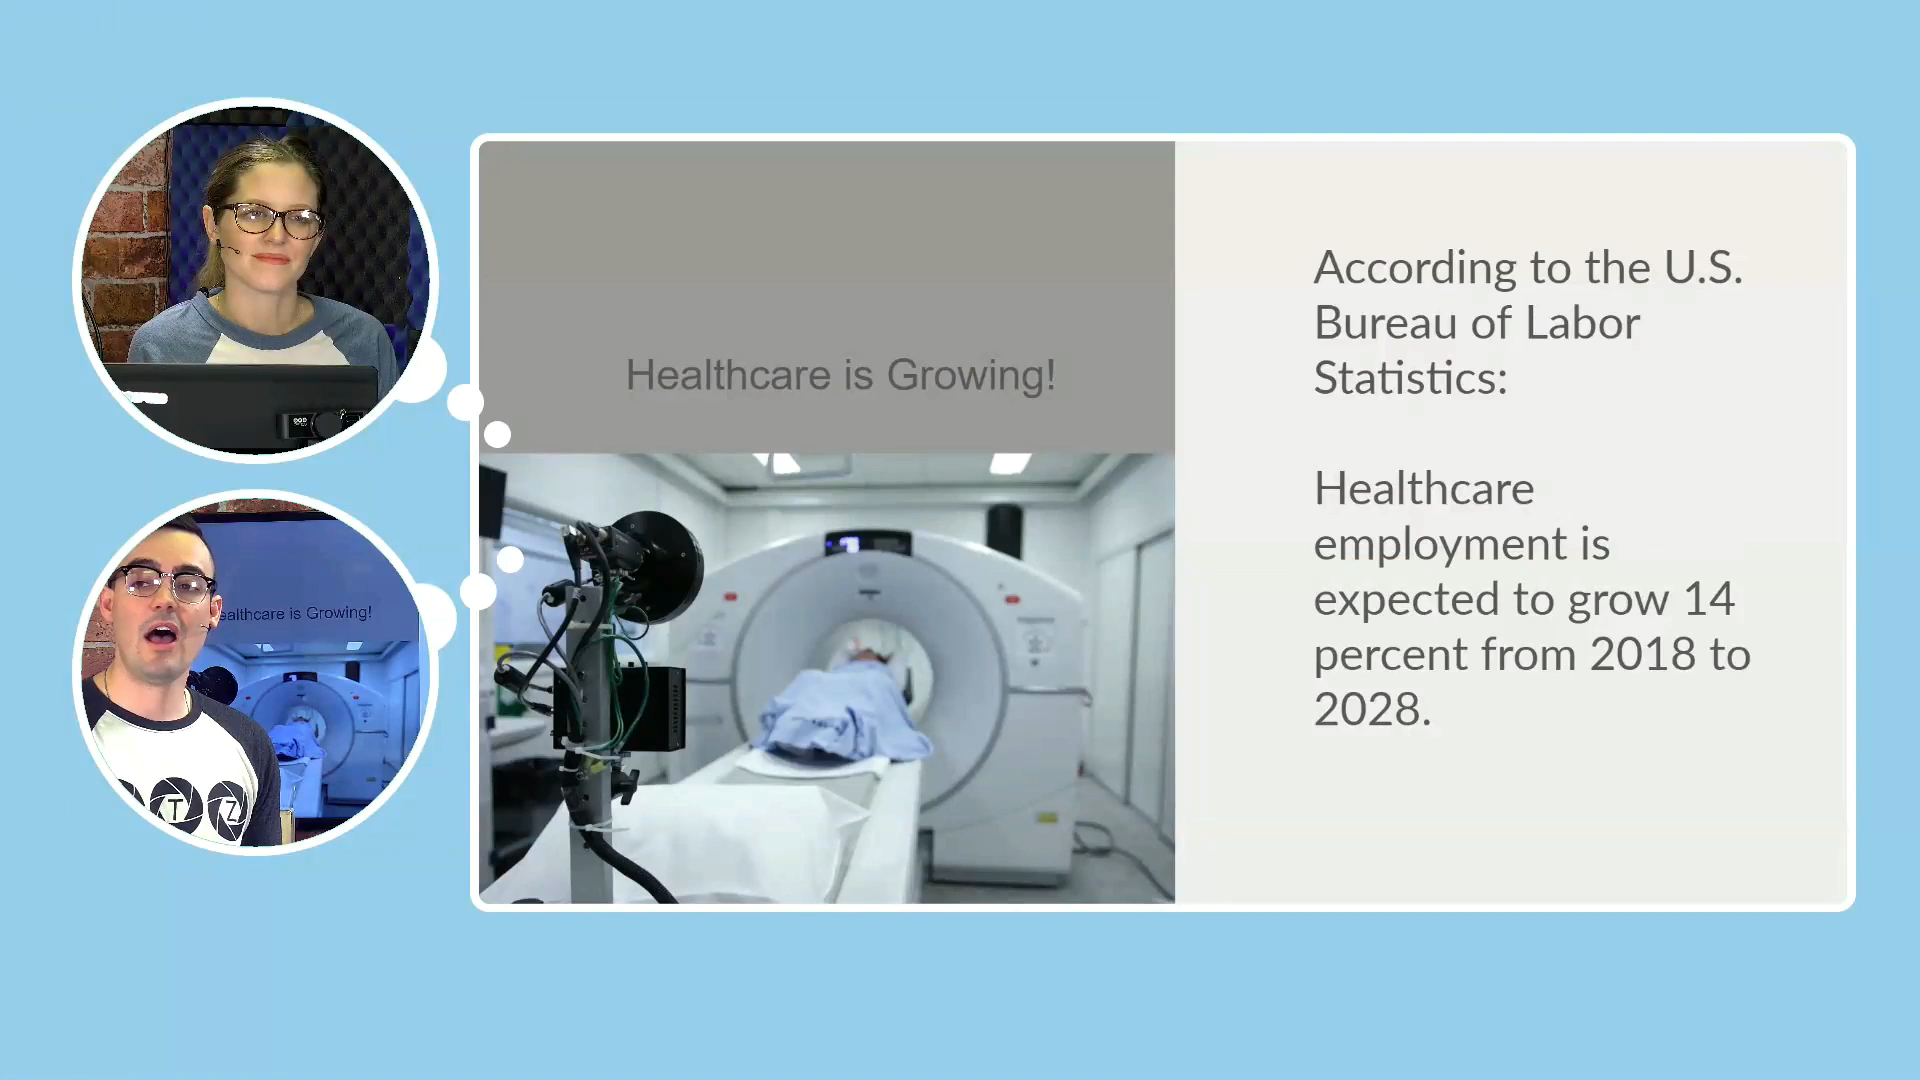 Healthcare is Growing!
According to the U.S.
Bureau of Labor
Statistics:
Healthcare
employment is
expected to grow 14
percent from 2018 to
2028.
ealthcare is Growing!
T Z